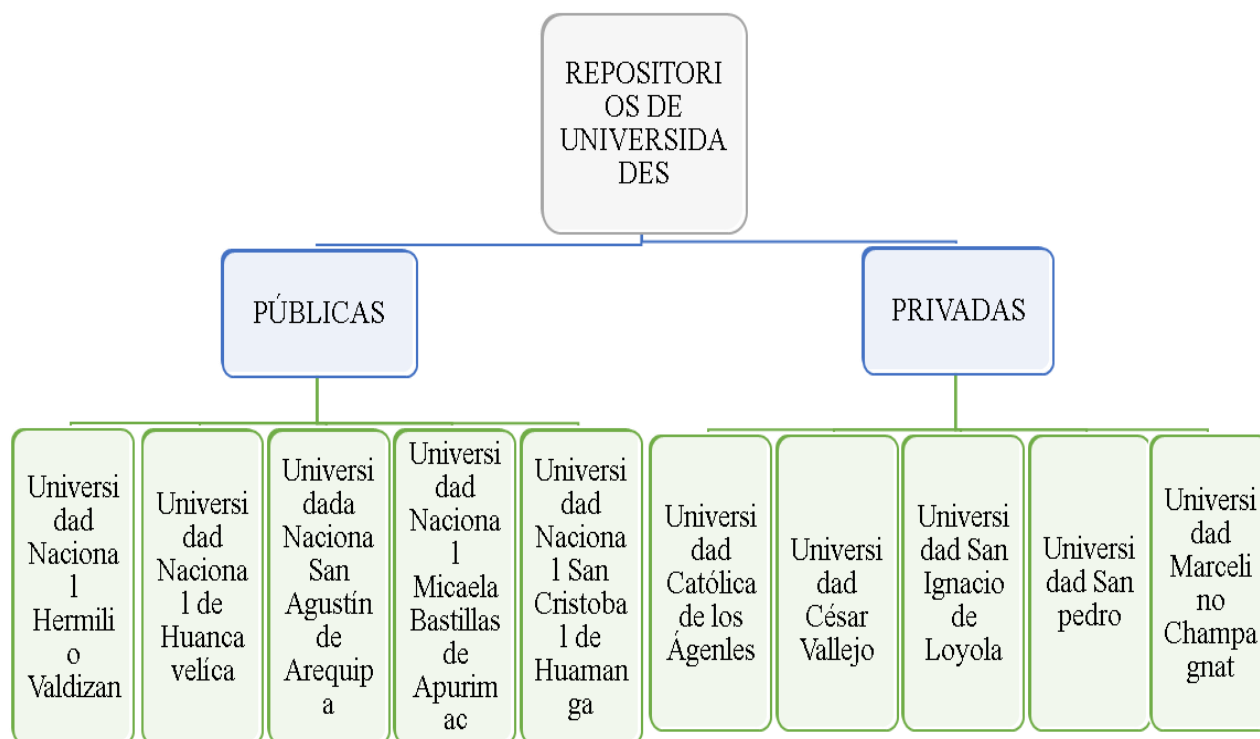 REPOSITORI
OS DE
UNIVERSIDA
DES
PÚBLICAS
PRIVADAS
Universi
dad
Naciona
l
Hermili
o
Valdizan
Universi
dad
Naciona
l de
Huanca
velíca
Universi
dada
Naciona
San
Agustín
de
Arequip
a
Universi
dad
Naciona
l
Micaela
Bastillas
de
Apurim
ac
Universi
dad
Naciona
l San
Cristoba
l de
Huaman
ga
Universi
dad
Católica
de los
Ágenles
Universi
dad
César
Vallejo
Universi
dad San
Ignacio
de
Loyola
Universi
dad San
pedro
Universi
dad
Marceli
no
Champa
gnat